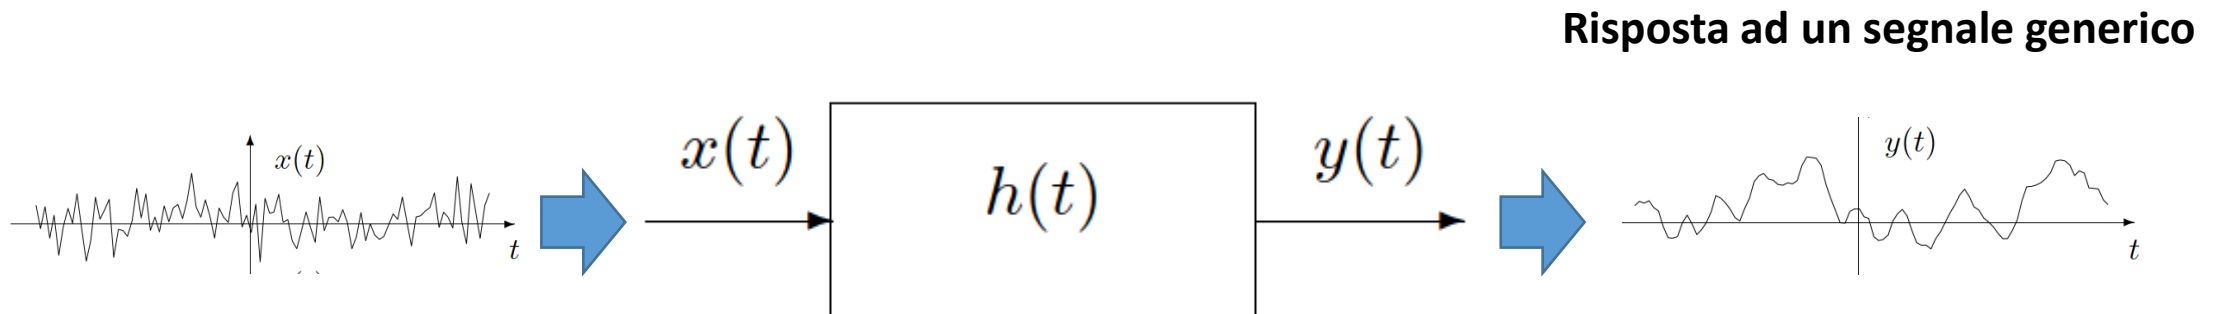 Risposta ad un segnale generico
x(t)
t
x(t)
h(t)
y(t)
y(t)
t